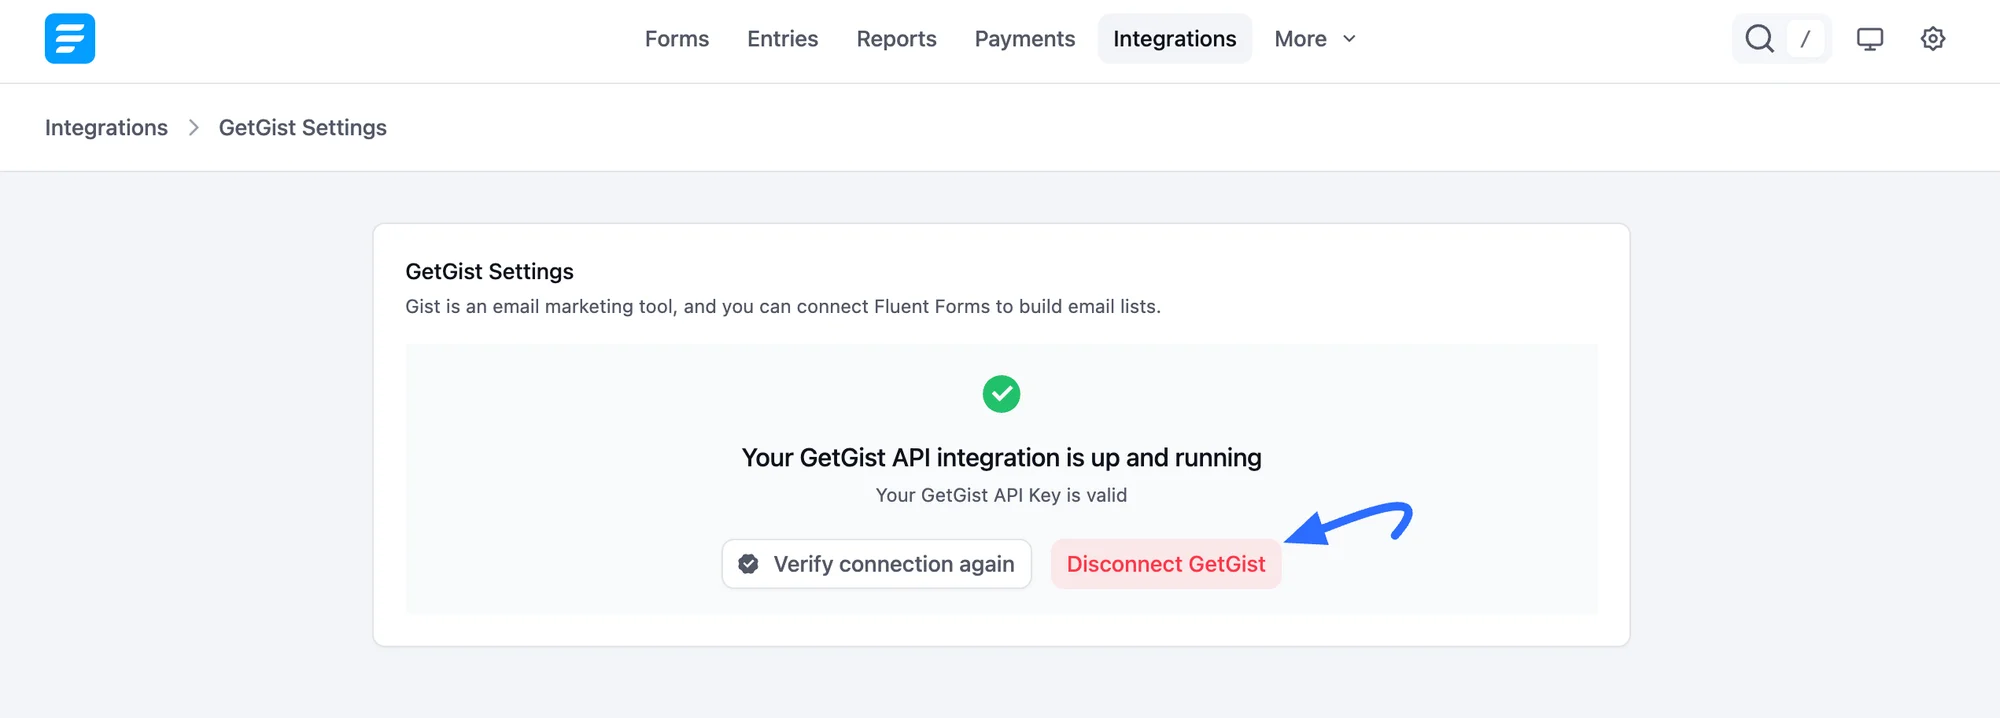 Forms Entries Reports Payments Integrations More /
Integrations GetGist Settings
GetGist Settings
Gist is an email marketing tool, and you can connect Fluent Forms to build email lists.
Your GetGist API integration is up and running
Your GetGist API Key is valid
Verify connection again Disconnect GetGist